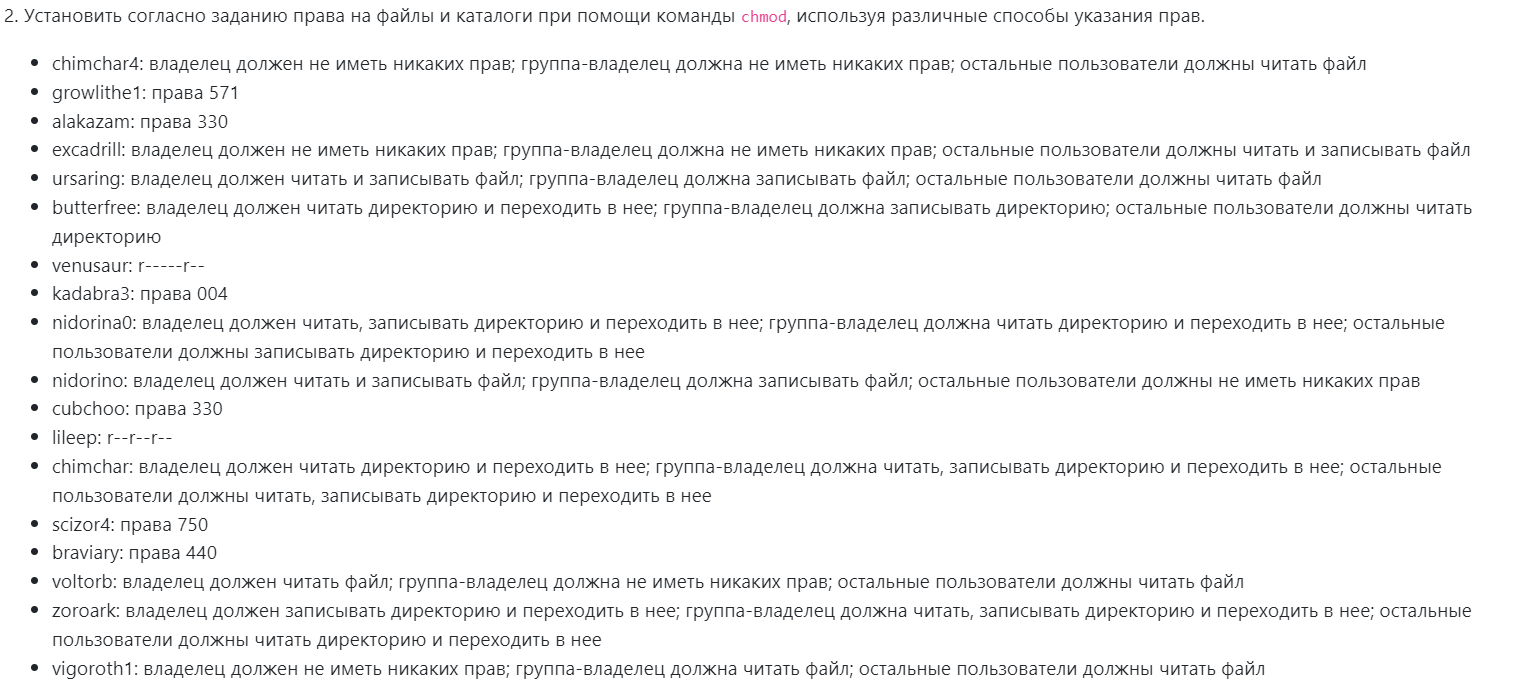 2. Установить согласно заданию права на файлы и каталоги при помощи команды chmod, используя различные способы указания прав.
• chimchar4: владелец должен не иметь никаких прав; группа-владелец должна не иметь никаких прав; остальные пользователи должны читать файл
• growlithe1: права 571
• alakazam: права 330
• excadrill: владелец должен не иметь никаких прав; группа-владелец должна не иметь никаких прав; остальные пользователи должны читать и записывать файл
• ursaring: владелец должен читать и записывать файл; группа-владелец должна записывать файл; остальные пользователи должны читать файл
• butterfree: владелец должен читать директорию и переходить в нее; группа-владелец должна записывать директорию; остальные пользователи должны читать
директорию
• venusaur: r-----r--
• kadabra3: права 004
• nidorina0: владелец должен читать, записывать директорию и переходить в нее; группа-владелец должна читать директорию и переходить в нее; остальные
пользователи должны записывать директорию и переходить в нее
• nidorino: владелец должен читать и записывать файл; группа-владелец должна записывать файл; остальные пользователи должны не иметь никаких прав
• cubchoo: права 330
• lileep: r--r--r--
• chimchar: владелец должен читать директорию и переходить в нее; группа-владелец должна читать, записывать директорию и переходить в нее; остальные
пользователи должны читать, записывать директорию и переходить в нее
• scizor4: права 750
• braviary: права 440
• voltorb: владелец должен читать файл; группа-владелец должна не иметь никаких прав; остальные пользователи должны читать файл
• zoroark: владелец должен записывать директорию и переходить в нее; группа-владелец должна читать, записывать директорию и переходить в нее; остальные
пользователи должны читать директорию и переходить в нее
• vigoroth1: владелец должен не иметь никаких прав; группа-владелец должна читать файл; остальные пользователи должны читать файл